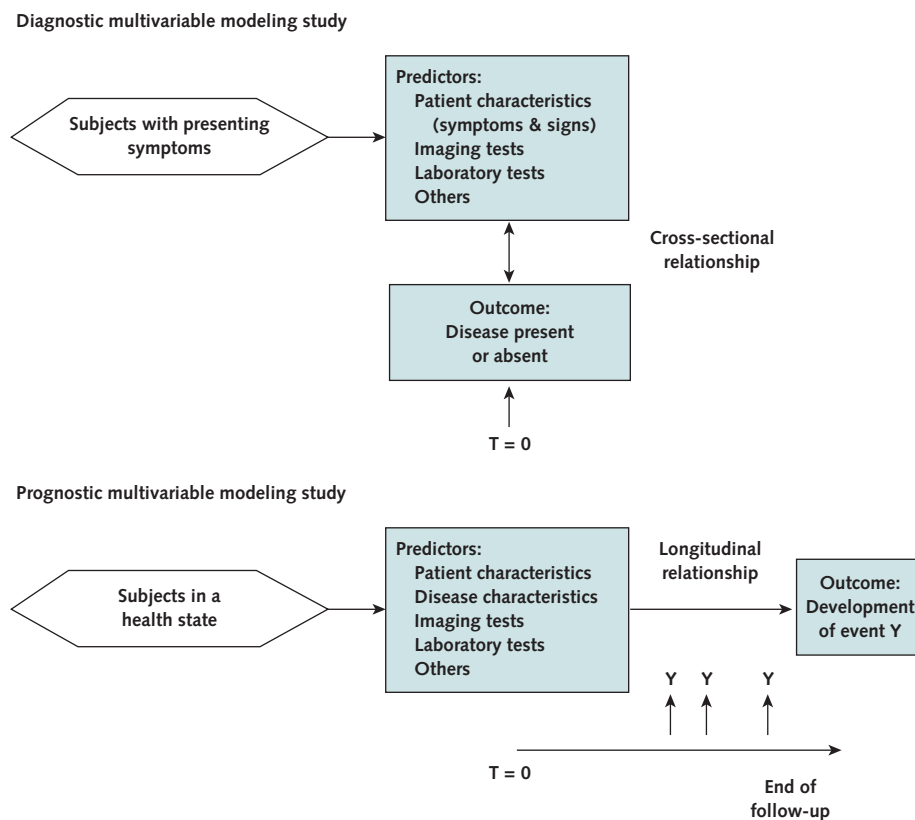 Diagnostic multivariable modeling study
Subjects with presenting
symptoms
Predictors:
Patient characteristics
(symptoms & signs)
Imaging tests
Laboratory tests
Others
Cross-sectional
relationship
Outcome:
Disease present
or absent
T = 0
Prognostic multivariable modeling study
Subjects in a
health state
Predictors:
Patient characteristics
Disease characteristics
Imaging tests
Laboratory tests
Others
Longitudinal
relationship
Outcome:
Development
of event Y
Y Y Y
T = 0
End of
follow-up